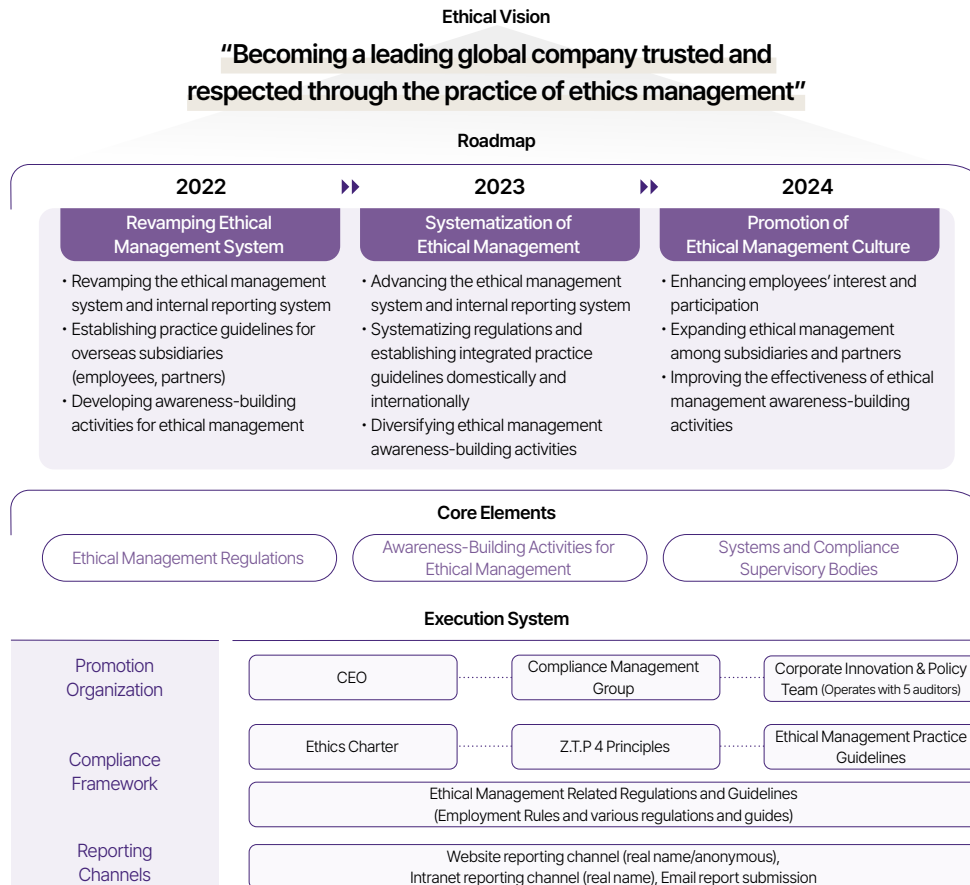 Ethical Vision
“Becoming a leading global company trusted and
respected through the practice of ethics management”
Roadmap
2022
2023
2024
Revamping Ethical
Management System
· Revamping the ethical management
system and internal reporting system
· Establishing practice guidelines for
overseas subsidiaries
(employees, partners)
· Developing awareness-building
activities for ethical management
Systematization of
Ethical Management
· Advancing the ethical management
system and internal reporting system
· Systematizing regulations and
establishing integrated practice
guidelines domestically and
internationally
· Diversifying ethical management
awareness-building activities
Promotion of
Ethical Management Culture
· Enhancing employees’ interest and
participation
· Expanding ethical management
among subsidiaries and partners
· Improving the effectiveness of ethical
management awareness-building
activities
Core Elements
Ethical Management Regulations
Awareness-Building Activities for
Ethical Management
Systems and Compliance
Supervisory Bodies
Execution System
Promotion
Organization
CEO
Compliance Management
Group
Corporate Innovation & Policy
Team (Operates with 5 auditors)
Compliance
Framework
Ethics Charter
Z.T.P 4 Principles
Ethical Management Practice
Guidelines
Ethical Management Related Regulations and Guidelines
(Employment Rules and various regulations and guides)
Reporting
Channels
Website reporting channel (real name/anonymous),
Intranet reporting channel (real name), Email report submission